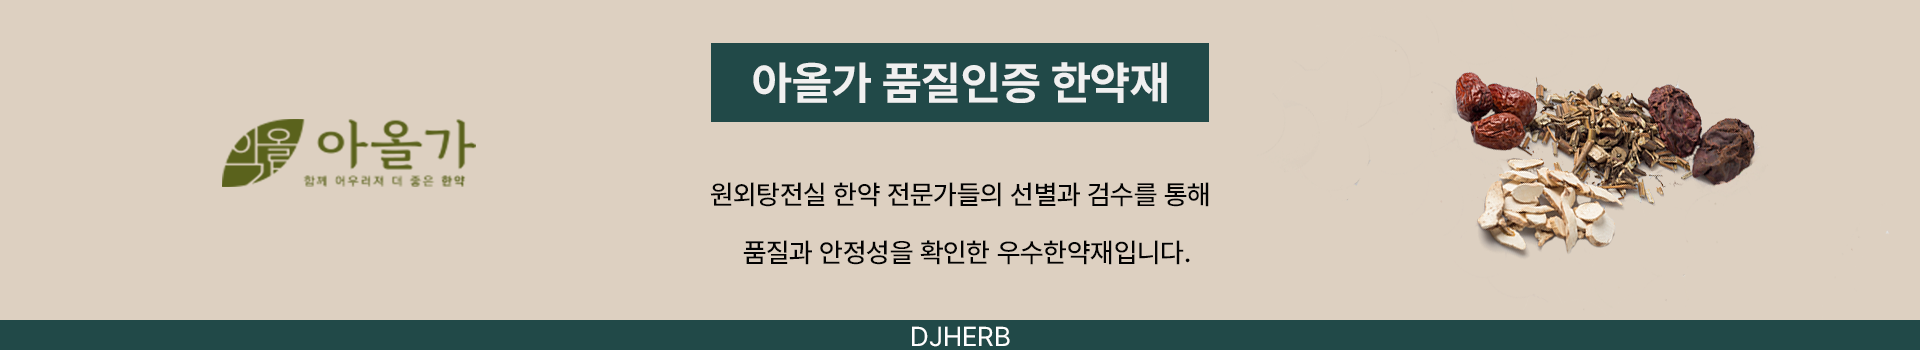 아올
아올가
함께 어우러져 더 좋은 한약
아올가 품질인증 한약재
원외탕전실 한약 전문가들의 선별과 검수를 통해
품질과 안정성을 확인한 우수한약재입니다.
DJHERB